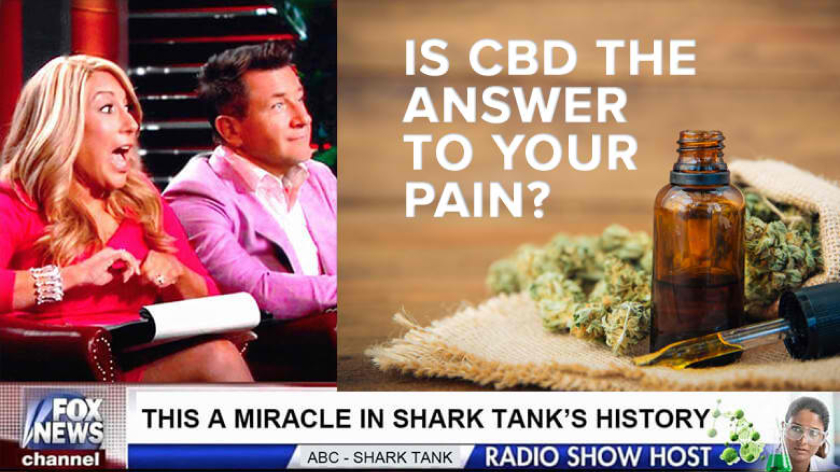 IS CBD THE
ANSWER
TO YOUR
PAIN?
FOX
NEWS
channel
THIS A MIRACLE IN SHARK TANK'S HISTORY
ABC - SHARK TANK
RADIO SHOW HOST